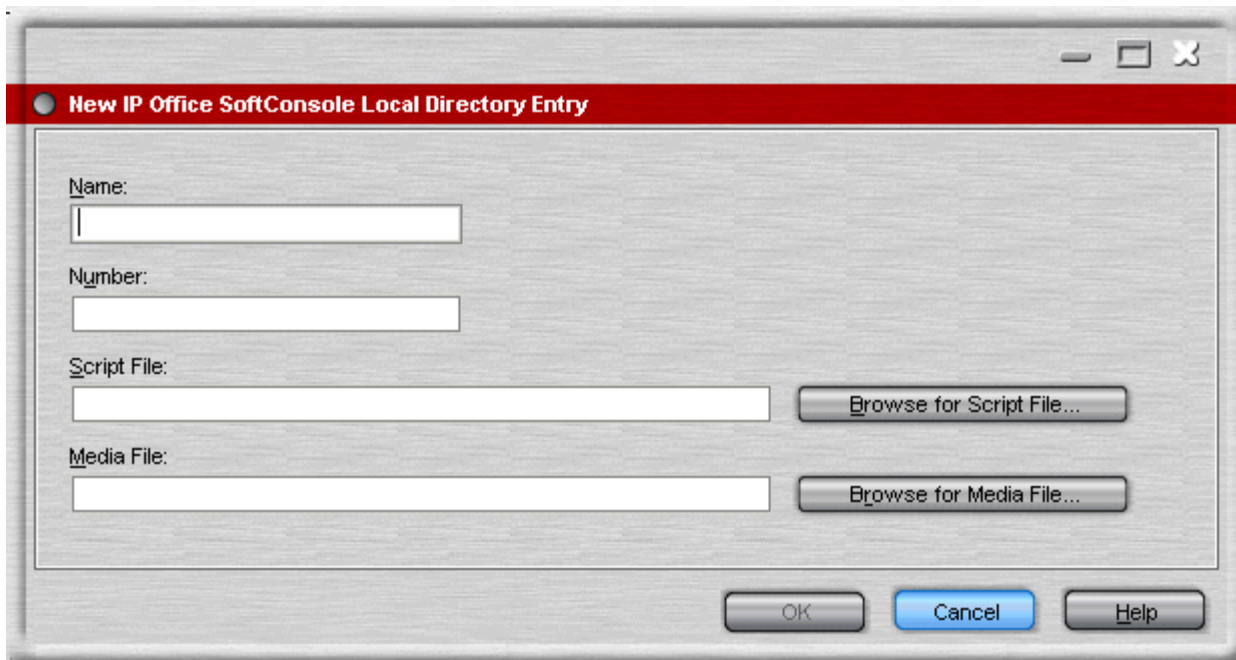 New IP Office SoftConsole Local Directory Entry
Name:
Number:
Script File:
Browse for Script File...
Media File:
Browse for Media File...
OK
Cancel
Help